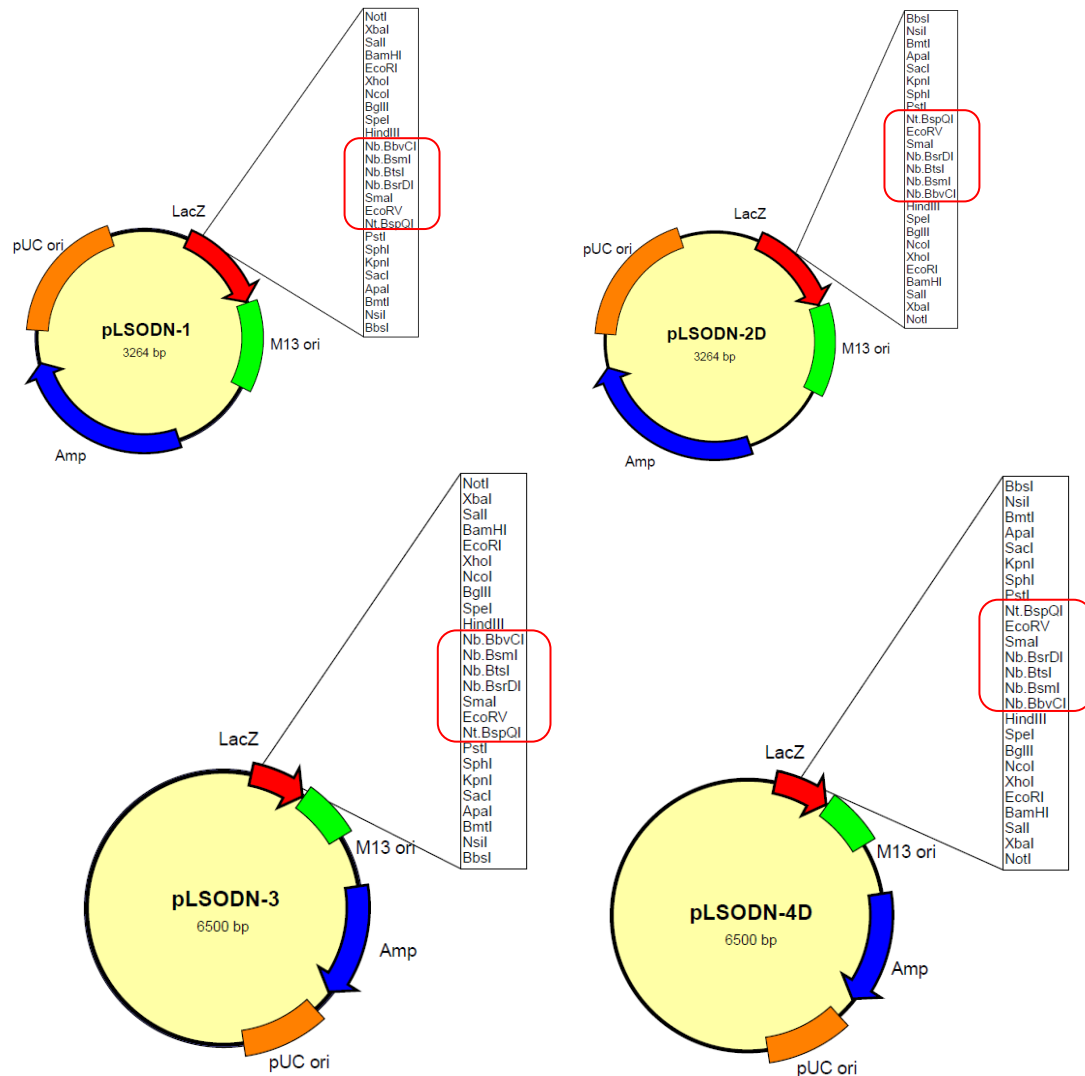 NotI
XbaI
SalI
BamHI
EcoRI
XhoI
NcoI
BglII
SpeI
HindIII
Nb.BbvCI
Nb.BsmI
Nb.BtsI
Nb.BsrDI
SmaI
EcoRV
Nt.BspQI
PstI
SphI
KpnI
SacI
ApaI
BmtI
NsiI
BbsI
LacZ
pUC ori
pLSODN-1
3264 bp
M13 ori
Amp
BbsI
NsiI
BmtI
ApaI
SacI
KpnI
SphI
PstI
Nt.BspQI
EcoRV
SmaI
Nb.BsrDI
Nb.BtsI
Nb.BsmI
Nb.BbvCI
HindIII
SpeI
BglII
NcoI
XhoI
EcoRI
BamHI
SalI
XbaI
NotI
LacZ
pUC ori
pLSODN-2D
3264 bp
M13 ori
Amp
NotI
XbaI
SalI
BamHI
EcoRI
XhoI
NcoI
BglII
SpeI
HindIII
Nb.BbvCI
Nb.BsmI
Nb.BtsI
Nb.BsrDI
SmaI
EcoRV
Nt.BspQI
PstI
SphI
KpnI
SacI
ApaI
BmtI
NsiI
BbsI
LacZ
M13 ori
pLSODN-3
6500 bp
Amp
pUC ori
BbsI
NsiI
BmtI
ApaI
SacI
KpnI
SphI
PstI
Nt.BspQI
EcoRV
SmaI
Nb.BsrDI
Nb.BtsI
Nb.BsmI
Nb.BbvCI
HindIII
SpeI
BglII
NcoI
XhoI
EcoRI
BamHI
SalI
XbaI
NotI
LacZ
M13 ori
pLSODN-4D
6500 bp
Amp
pUC ori